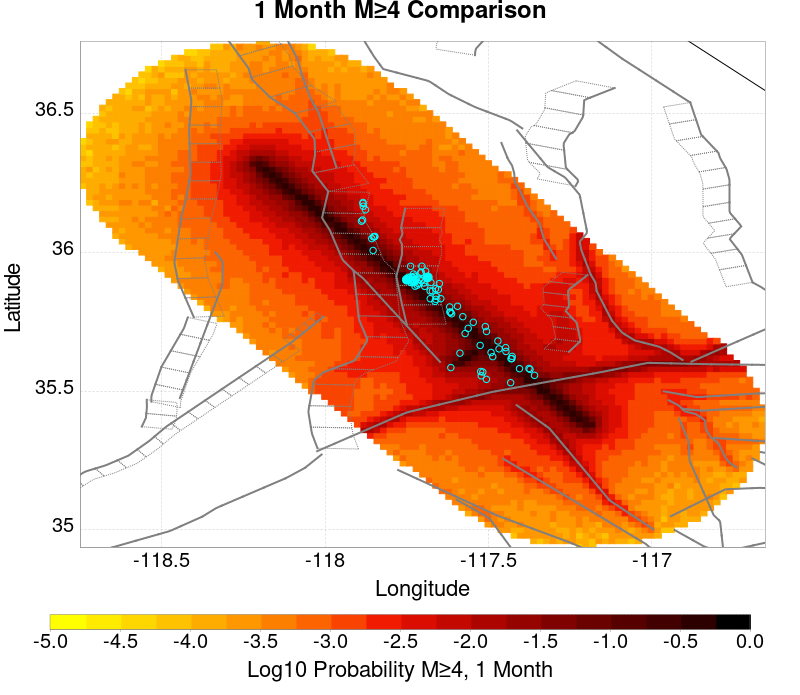 1 Month M≥4 Comparison
36.5
36
35.5
35
Latitude
-118.5 -118 -117.5 -117
Longitude
-5.0 -4.5 -4.0 -3.5 -3.0 -2.5 -2.0 -1.5 -1.0 -0.5 0.0
Log10 Probability M≥4, 1 Month